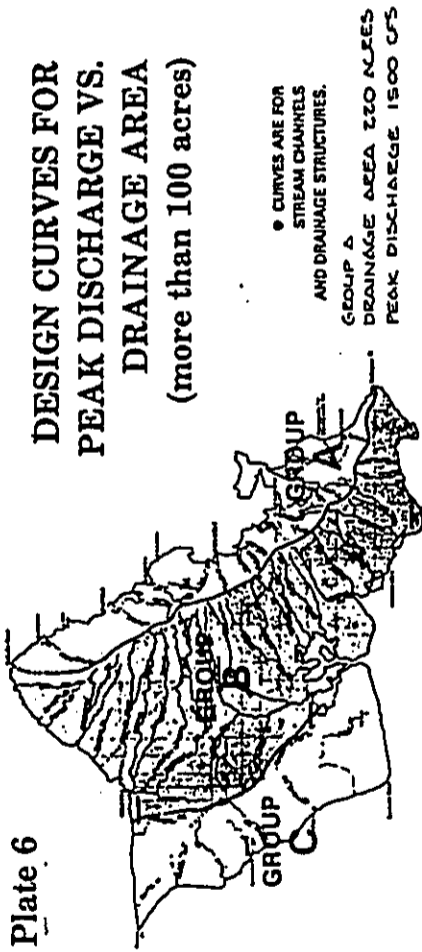 Plate 6
DESIGN CURVES FOR
PEAK DISCHARGE VS.
DRAINAGE AREA
(more than 100 acres)
● CURVES ARE FOR
STREAM CHANNELS
AND DRAINAGE STRUCTURES.
GROUP A
DRAINAGE AREA 220 ACRES
PEAK DISCHARGE 1500 CFS
GROUP
A
GROUP
B
GROUP
C